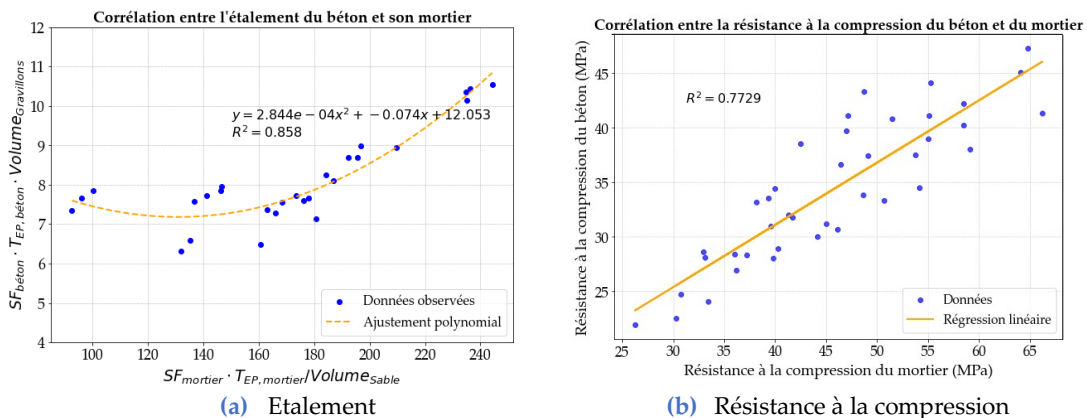 Corrélation entre l'étalement du béton et son mortier
12
11
10
9
8
7
6
5
4
y = 2.844e − 04x² + −0.074x + 12.053
R² = 0.858
Données observées
Ajustement polynomial
100 120 140 160 180 200 220 240
SF_mortier · T_EP, mortier/Volume_Sable
SF_béton · T_EP, béton · Volume_Gravillons
(a) Etalement
Corrélation entre la résistance à la compression du béton et du mortier
45
40
35
30
25
R² = 0.7729
Données
Régression linéaire
25 30 35 40 45 50 55 60 65
Résistance à la compression du mortier (MPa)
Résistance à la compression du béton (MPa)
(b) Résistance à la compression